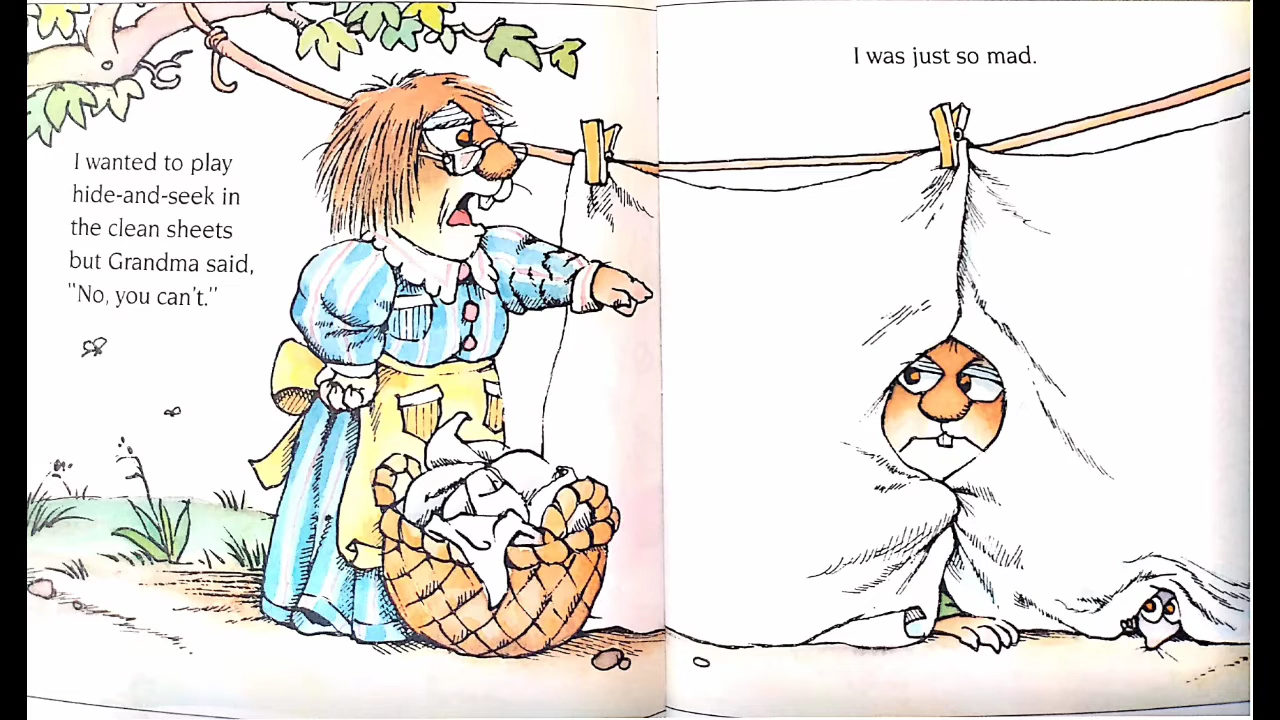 I wanted to play
hide-and-seek in
the clean sheets
but Grandma said,
"No, you can't."
I was just so mad.